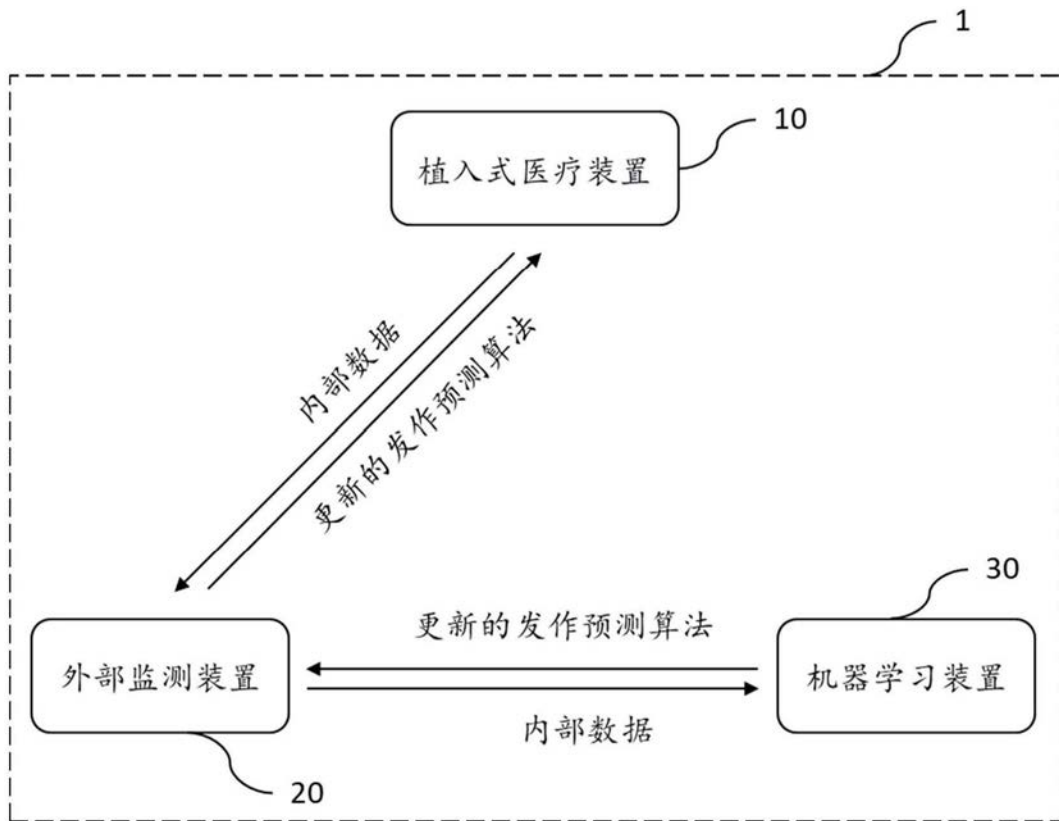 1
10
植入式医疗装置
内部数据
更新的发作预测算法
30
更新的发作预测算法
外部监测装置
机器学习装置
内部数据
20